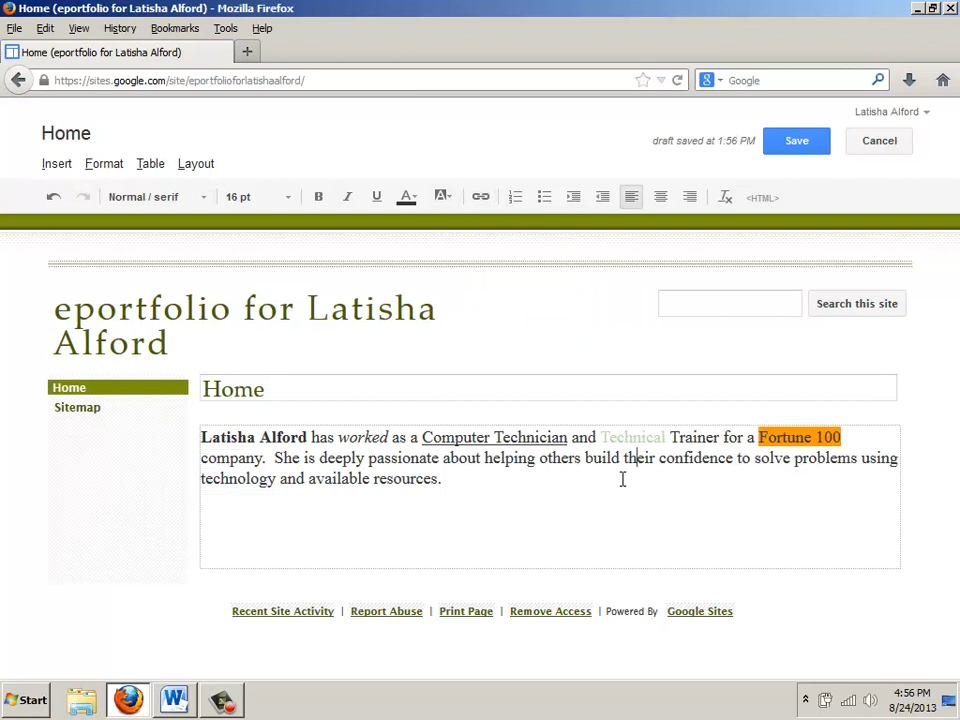 Home (eportfolio for Latisha Alford) - Mozilla Firefox
File Edit View History Bookmarks Tools Help
Home (eportfolio for Latisha Alford) +
https://sites.google.com/site/eportfolioforlatishaalford/ Google
Latisha Alford
Home
draft saved at 1:56 PM Save Cancel
Insert Format Table Layout
Normal / serif 16 pt B I U A A <HTML>
eportfolio for Latisha
Alford
Search this site
Home
Home
Sitemap
Latisha Alford has worked as a Computer Technician and Technical Trainer for a Fortune 100
company. She is deeply passionate about helping others build their confidence to solve problems using
technology and available resources.
Recent Site Activity | Report Abuse | Print Page | Remove Access | Powered By Google Sites
Start
4:56 PM
8/24/2013